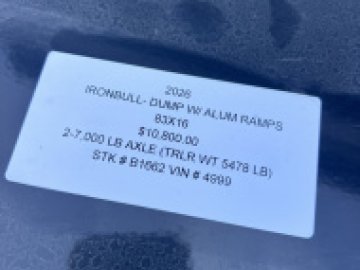 2026
IRONBULL- DUMP W/ ALUM RAMPS
83X16
$10,800.00
2-7,000 LB AXLE (TRLR WT 5478 LB)
STK # B1662 VIN # 4999